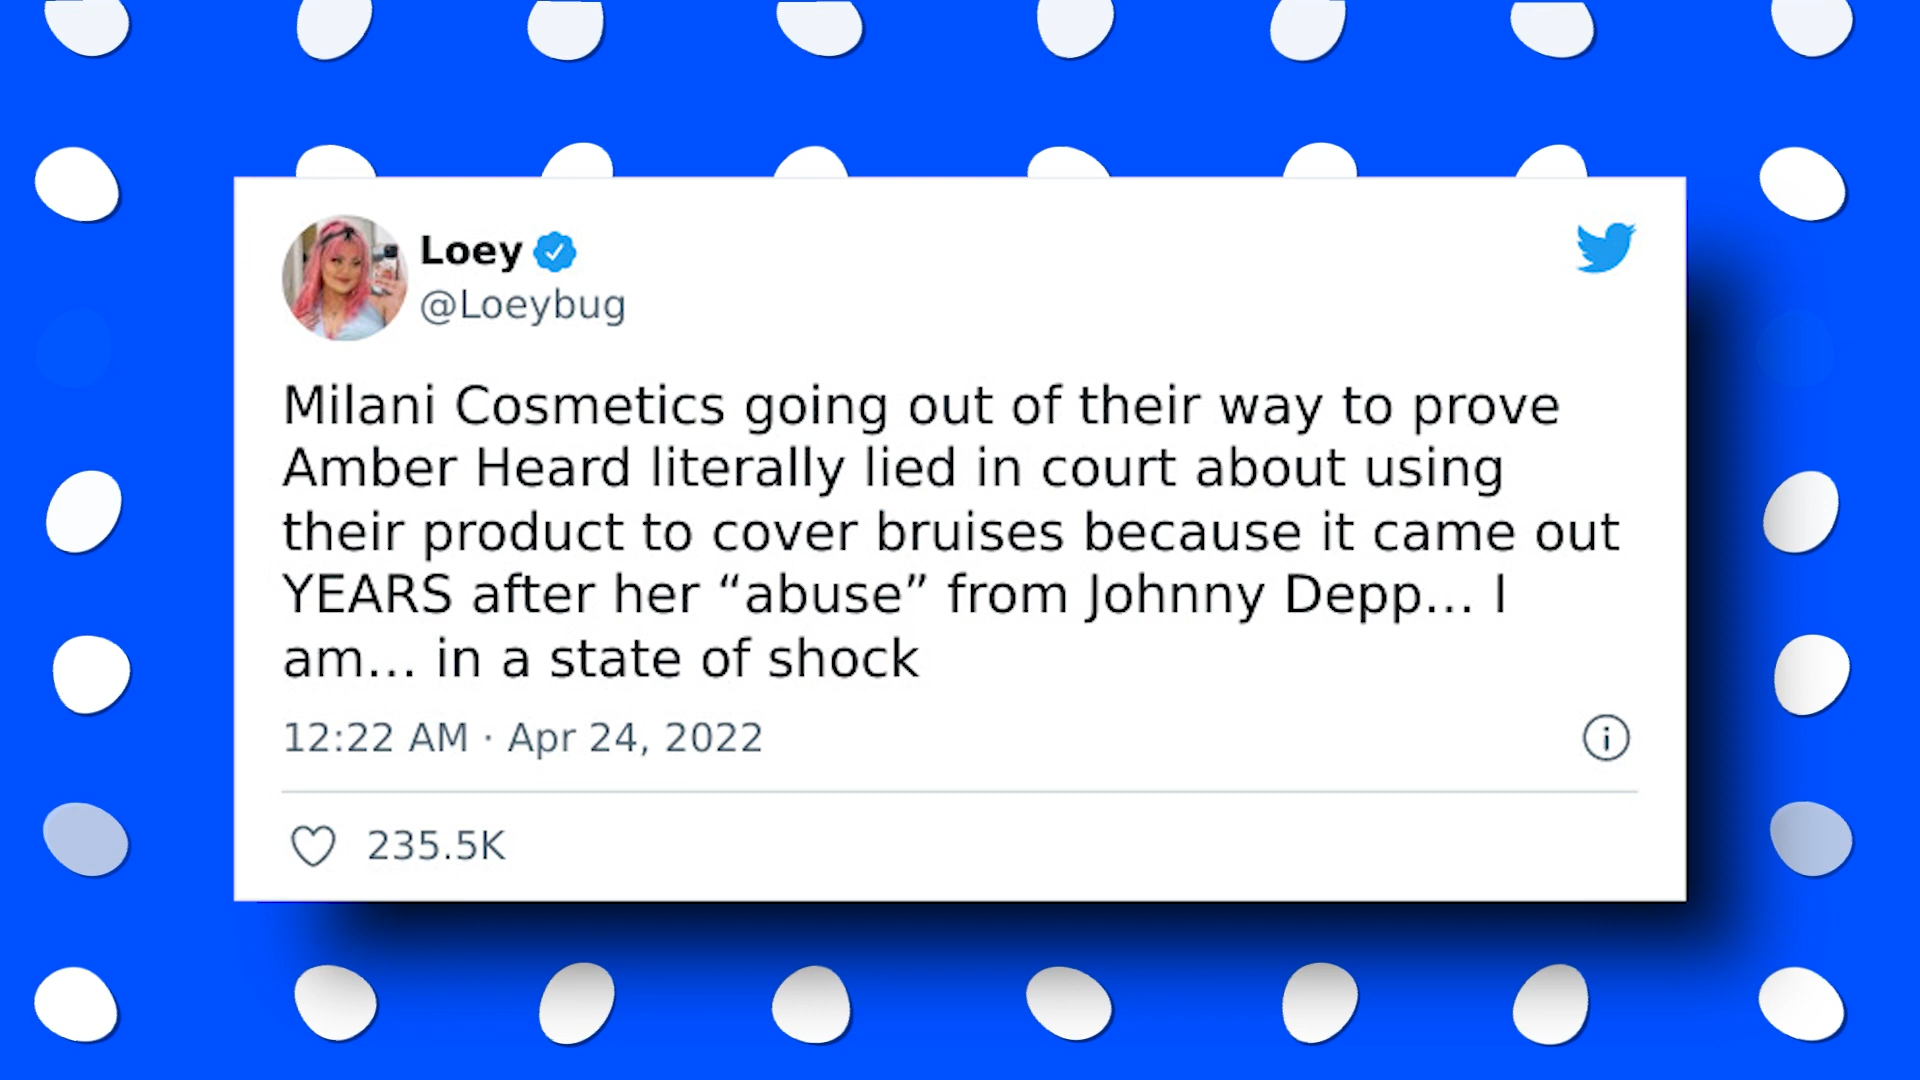 Loey
@Loeybug
Milani Cosmetics going out of their way to prove
Amber Heard literally lied in court about using
their product to cover bruises because it came out
YEARS after her “abuse” from Johnny Depp... I
am... in a state of shock
12:22 AM · Apr 24, 2022
235.5K